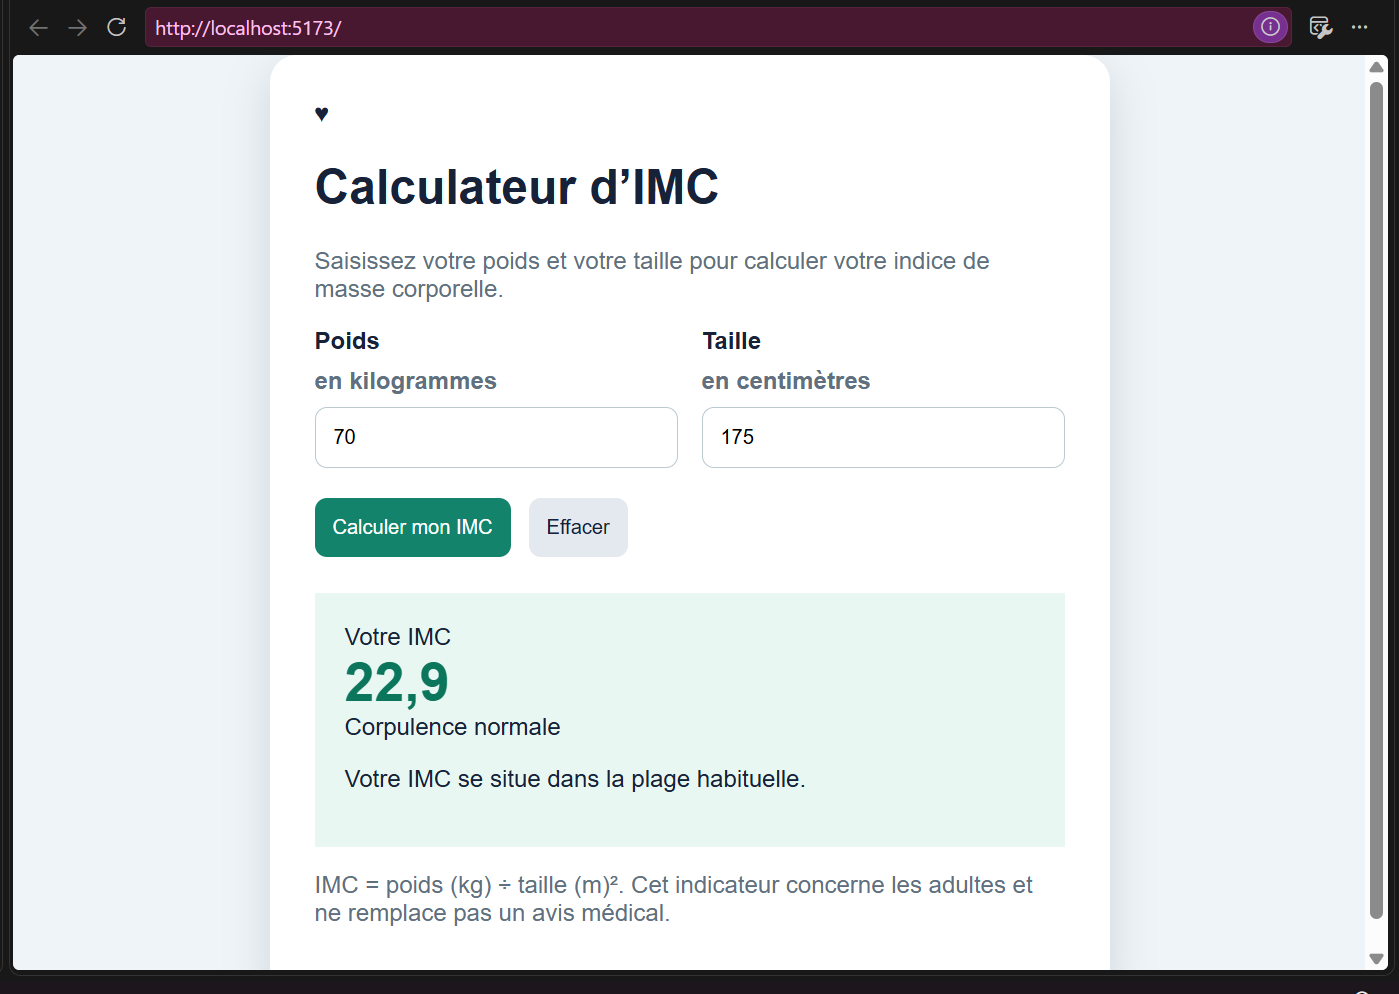 http://localhost:5173/
♥
Calculateur d’IMC
Saisissez votre poids et votre taille pour calculer votre indice de
masse corporelle.
Poids
en kilogrammes
70
Taille
en centimètres
175
Calculer mon IMC
Effacer
Votre IMC
22,9
Corpulence normale
Votre IMC se situe dans la plage habituelle.
IMC = poids (kg) ÷ taille (m)². Cet indicateur concerne les adultes et
ne remplace pas un avis médical.